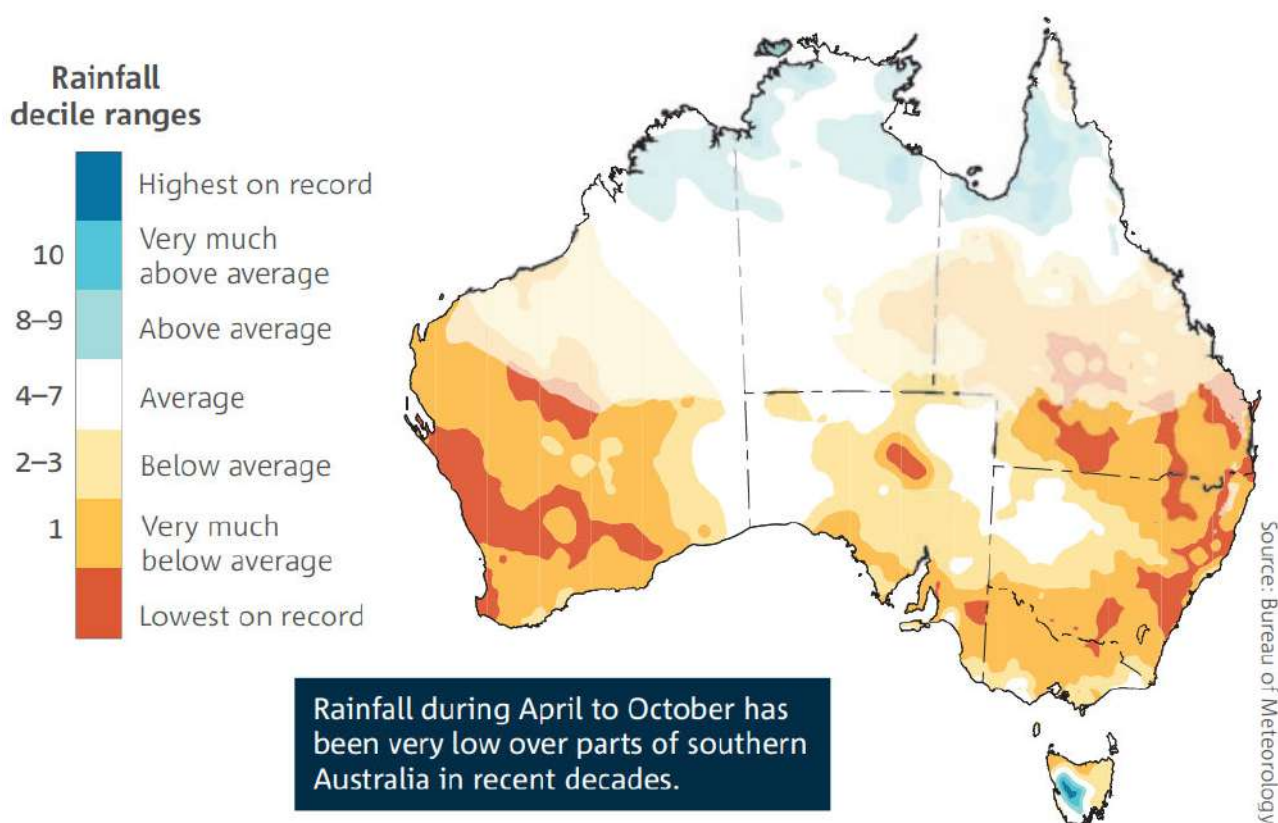 Rainfall
decile ranges
Highest on record
10
Very much
above average
8–9
Above average
4–7
Average
2–3
Below average
1
Very much
below average
Lowest on record
Rainfall during April to October has
been very low over parts of southern
Australia in recent decades.
Source: Bureau of Meteorology